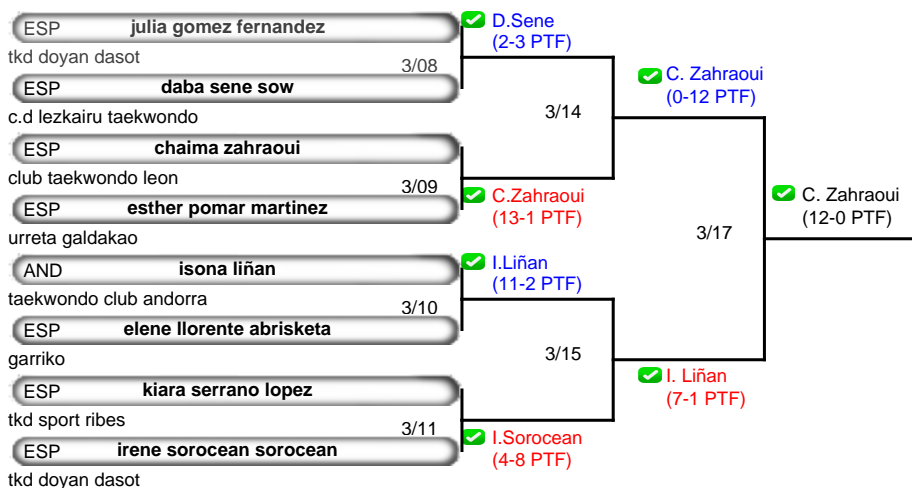 ESP julia gomez fernandez
D.Sene
(2-3 PTF)
tkd doyan dasot
3/08
C. Zahraoui
(0-12 PTF)
ESP daba sene sow
3/14
c.d lezkairu taekwondo
ESP chaima zahraoui
club taekwondo leon
3/09
C.Zahraoui
(13-1 PTF)
C. Zahraoui
(12-0 PTF)
ESP esther pomar martinez
3/17
urreta galdakao
AND isona liñan
I.Liñan
(11-2 PTF)
taekwondo club andorra
3/10
ESP elene llorente abrisketa
3/15
garriko
I. Liñan
(7-1 PTF)
ESP kiara serrano lopez
tkd sport ribes
3/11
I.Sorocean
(4-8 PTF)
ESP irene sorocean sorocean
tkd doyan dasot